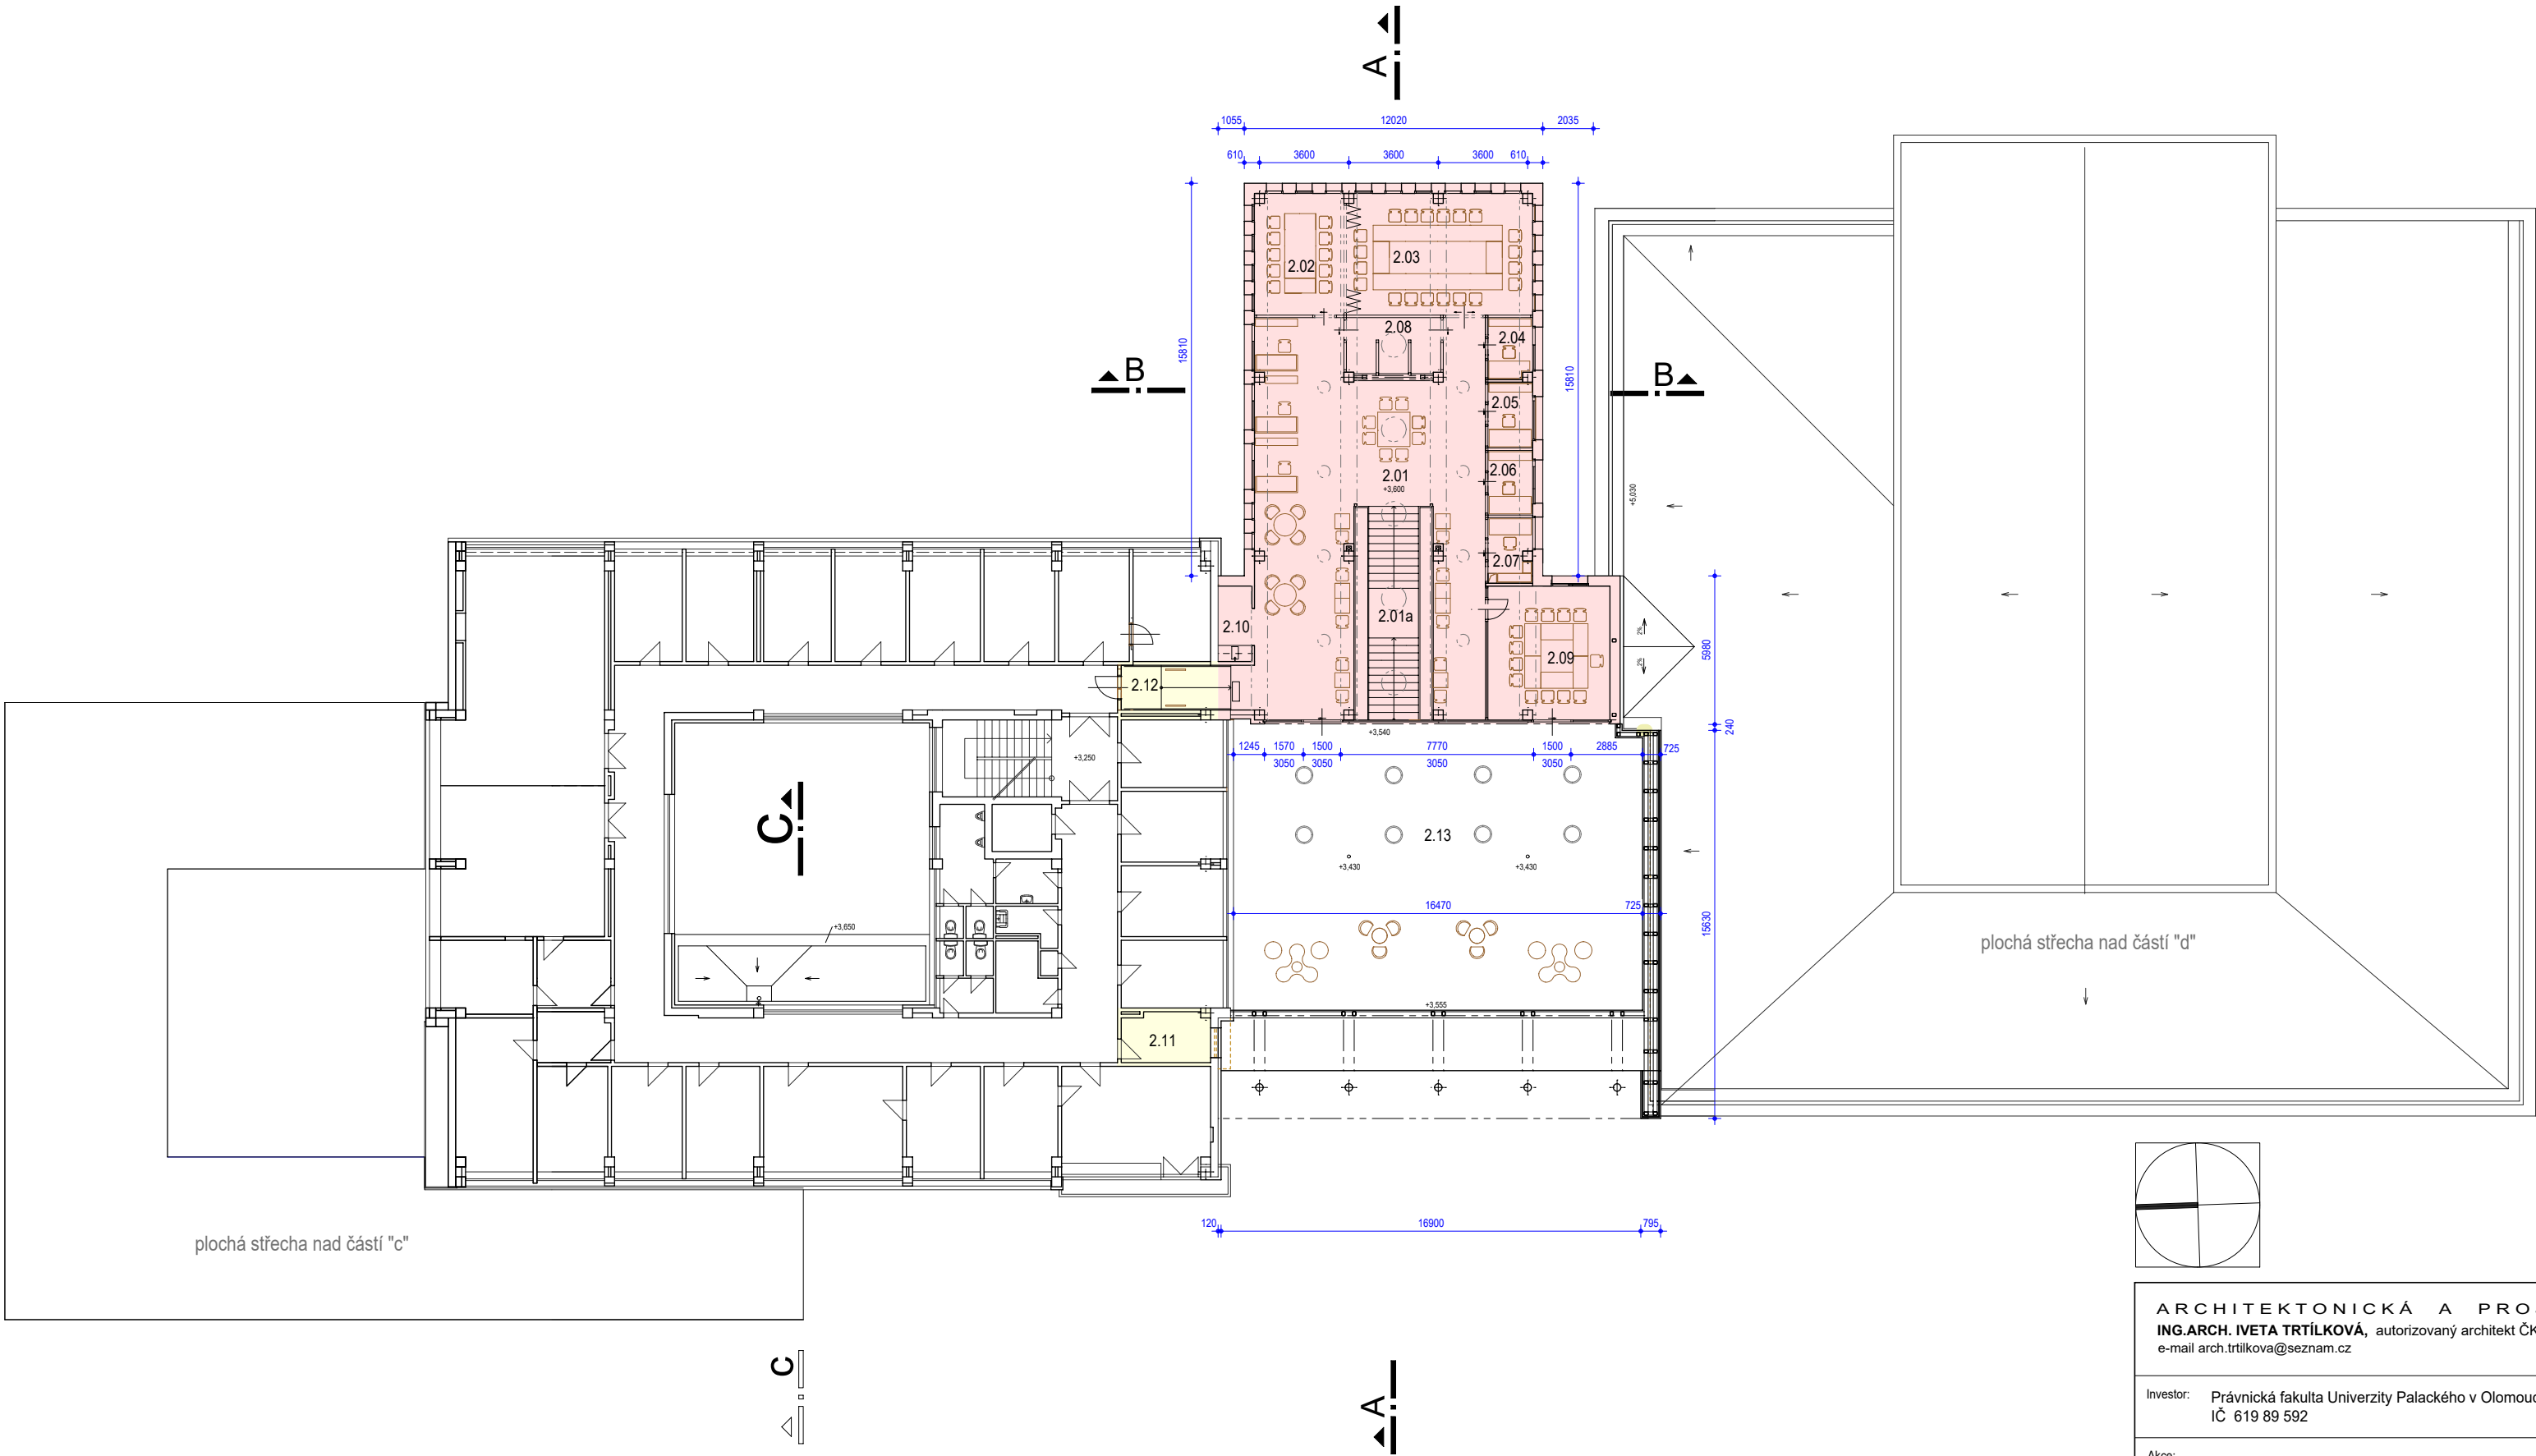 A
1055 12020 2035
610 3600 3600 3600 610
2.02
2.03
2.08
2.04
15810
15810
B
B
2.05
2.01
+3,600
2.06
+5,030
2.07
2.10
2.01a
2.09
2%
2%
5980
2.12
240
+3,540
1245 1570 1500 7770 1500 2885 725
3050 3050 3050 3050
+3,250
C
2.13
+3,430
+3,430
16470 725
15630
+3,650
plochá střecha nad částí "d"
+3,555
2.11
120 16900 795
plochá střecha nad částí "c"
C
A
ARCHITEKTONICKÁ A PRO
ING.ARCH. IVETA TRTÍLKOVÁ, autorizovaný architekt ČK
e-mail arch.trtilkova@seznam.cz
Investor: Právnická fakulta Univerzity Palackého v Olomouc
IČ 619 89 592
Akce: